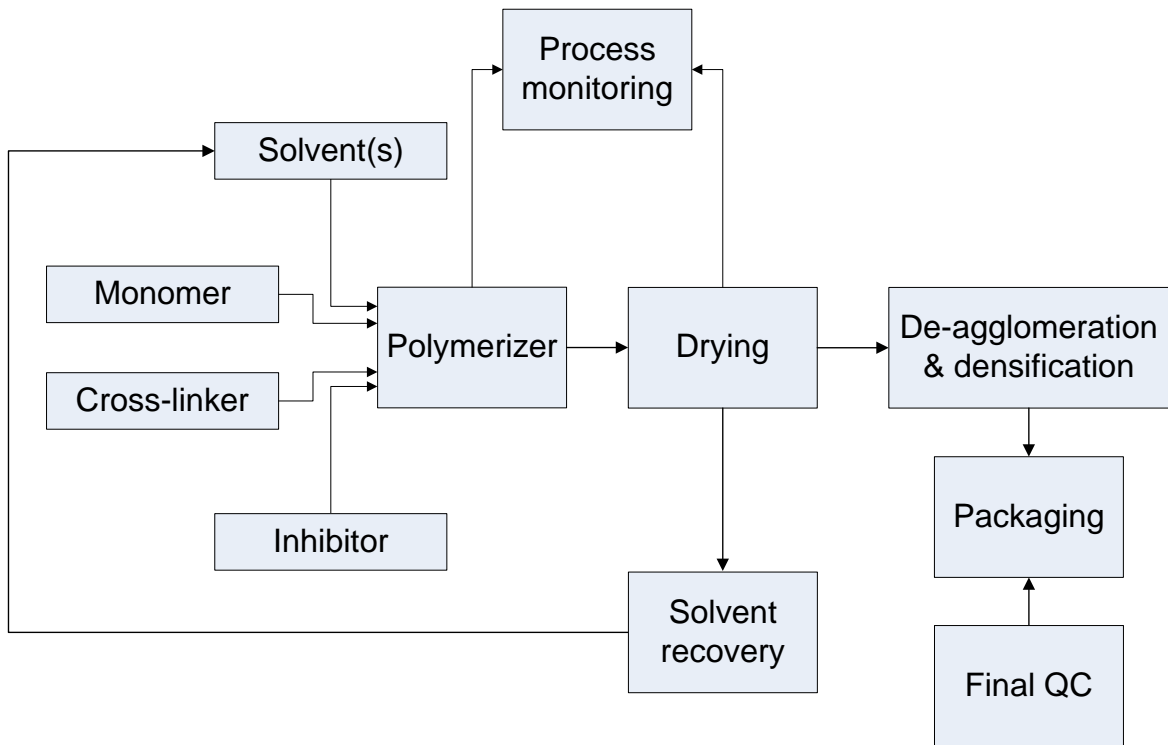 Process
monitoring
Solvent(s)
Monomer
Polymerizer
Drying
De-agglomeration
& densification
Cross-linker
Packaging
Inhibitor
Solvent
recovery
Final QC